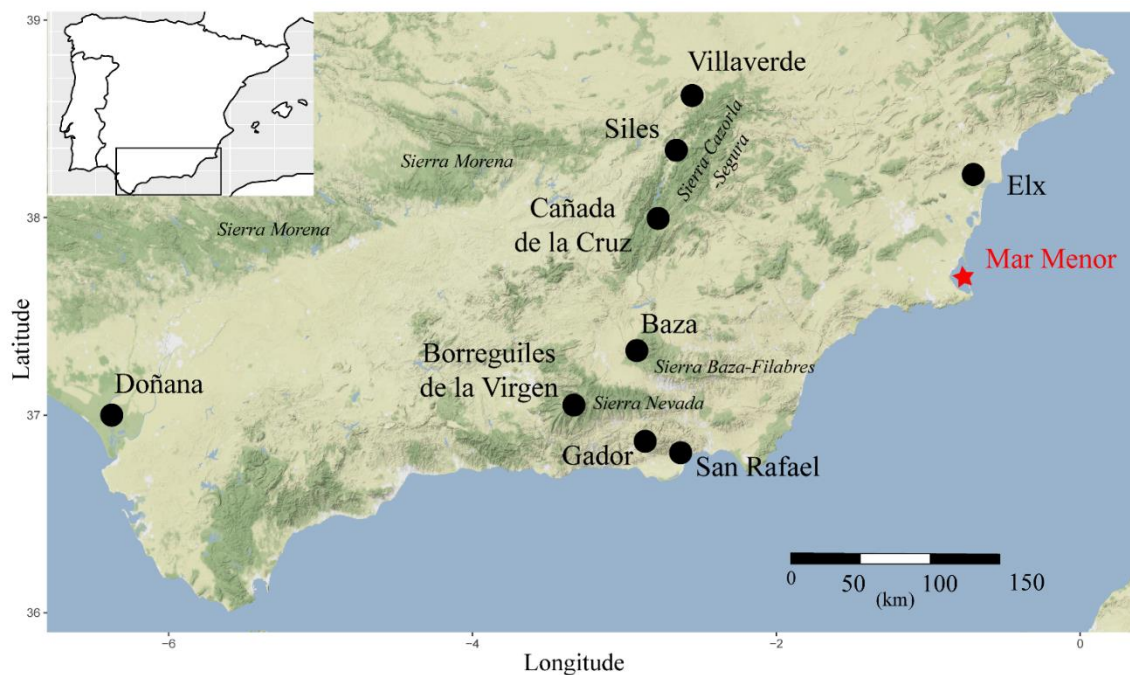 39
Villaverde
Siles
Sierra Cazorla
-Segura
Sierra Morena
Elx
38
Sierra Morena
Cañada
de la Cruz
Mar Menor
Latitude
Baza
Borreguiles
de la Virgen
Sierra Baza-Filabres
Doñana
Sierra Nevada
37
Gador
San Rafael
0
50
100
150
(km)
36
-6
-4
-2
0
Longitude